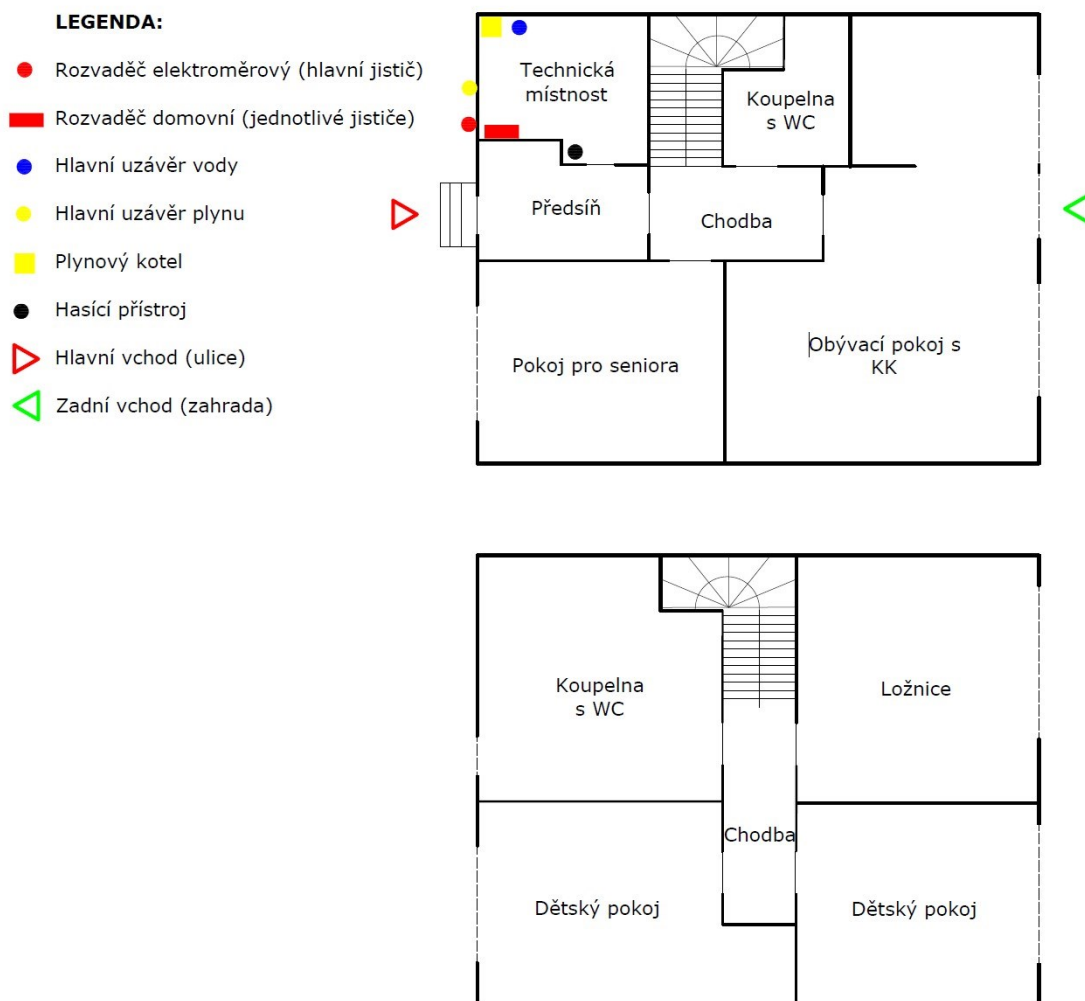 LEGENDA:
Rozvaděč elektroměrový (hlavní jistič)
Rozvaděč domovní (jednotlivé jističe)
Hlavní uzávěr vody
Hlavní uzávěr plynu
Plynový kotel
Hasící přístroj
Hlavní vchod (ulice)
Zadní vchod (zahrada)
Technická
místnost
Koupelna
s WC
Předsíň
Chodba
Pokoj pro seniora
Obývací pokoj s
KK
Koupelna
s WC
Ložnice
Chodba
Dětský pokoj
Dětský pokoj